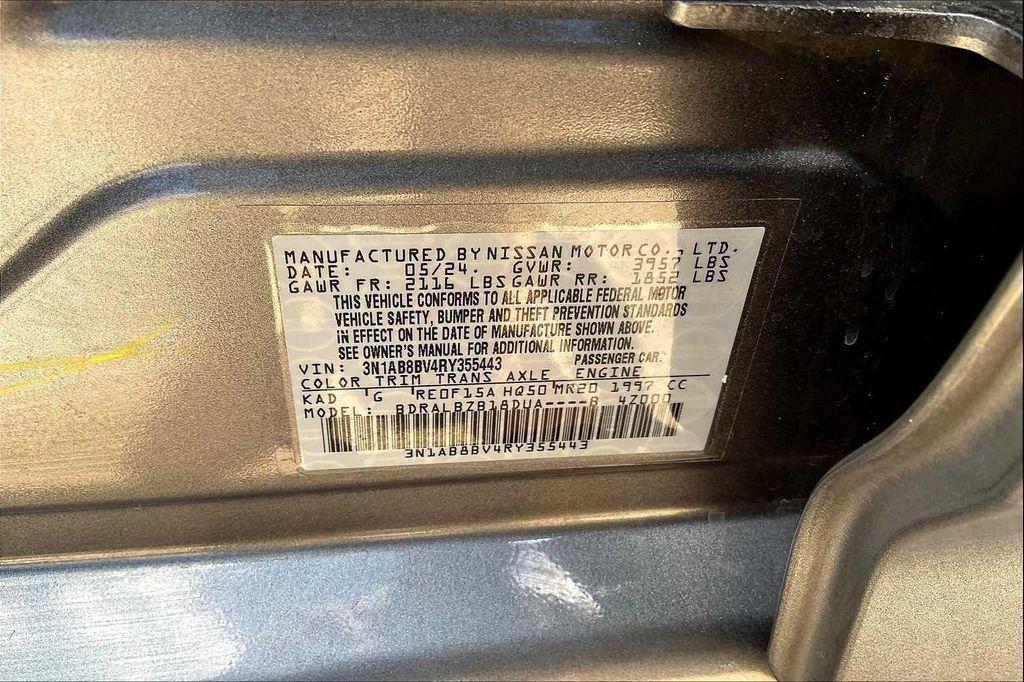 MANUFACTURED BY NISSAN MOTOR CO., LTD.
DATE: 05/24. GVWR: 3957 LBS
GAWR FR: 2116 LBS GAWR RR: 1852 LBS
THIS VEHICLE CONFORMS TO ALL APPLICABLE FEDERAL MOTOR
VEHICLE SAFETY, BUMPER AND THEFT PREVENTION STANDARDS
IN EFFECT ON THE DATE OF MANUFACTURE SHOWN ABOVE.
SEE OWNER'S MANUAL FOR ADDITIONAL INFORMATION.
VIN: 3N1AB8BV4RY355443 PASSENGER CAR.
COLOR TRIM TRANS AXLE ENGINE
KAD 'G 'RE0F15A HQ50'MR20 1997 CC
MODEL: BDRALBZB18DUA----B 4Z000
3N1AB8BV4RY355443